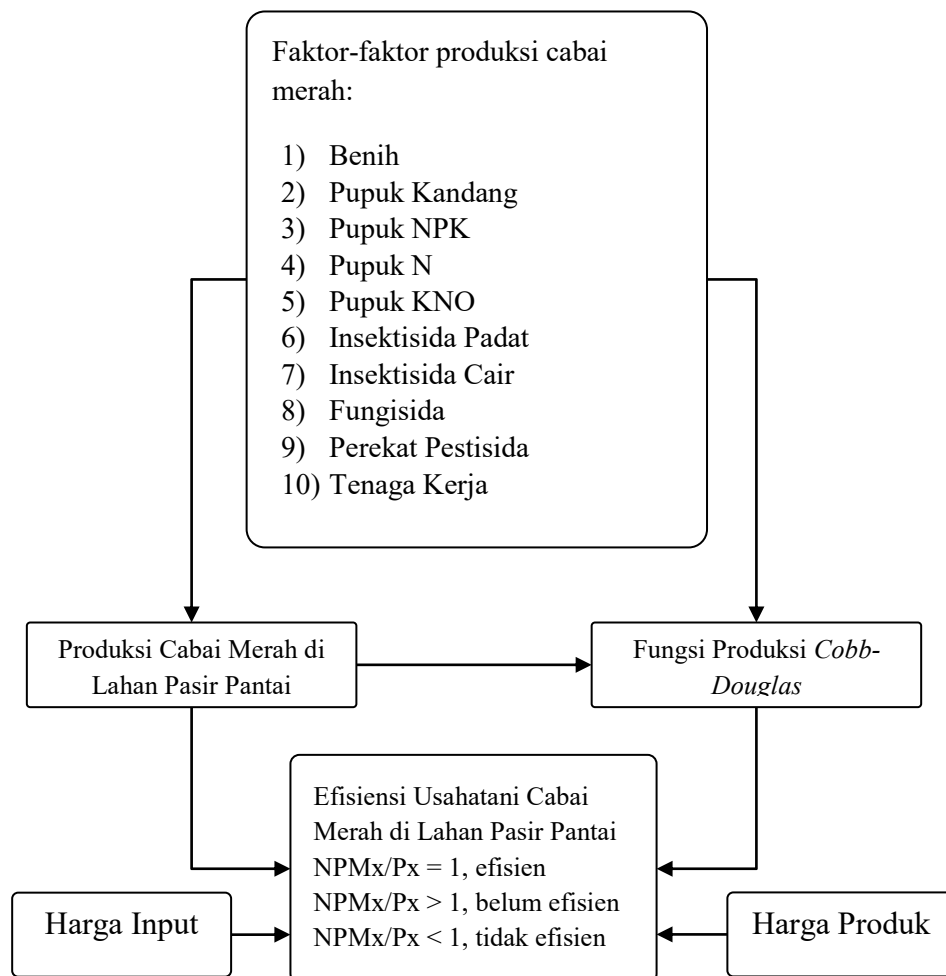 Faktor-faktor produksi cabai
merah:
1) Benih
2) Pupuk Kandang
3) Pupuk NPK
4) Pupuk N
5) Pupuk KNO
6) Insektisida Padat
7) Insektisida Cair
8) Fungisida
9) Perekat Pestisida
10) Tenaga Kerja
Produksi Cabai Merah di
Lahan Pasir Pantai
Fungsi Produksi Cobb-
Douglas
Efisiensi Usahatani Cabai
Merah di Lahan Pasir Pantai
NPMx/Px = 1, efisien
NPMx/Px > 1, belum efisien
NPMx/Px < 1, tidak efisien
Harga Input
Harga Produk